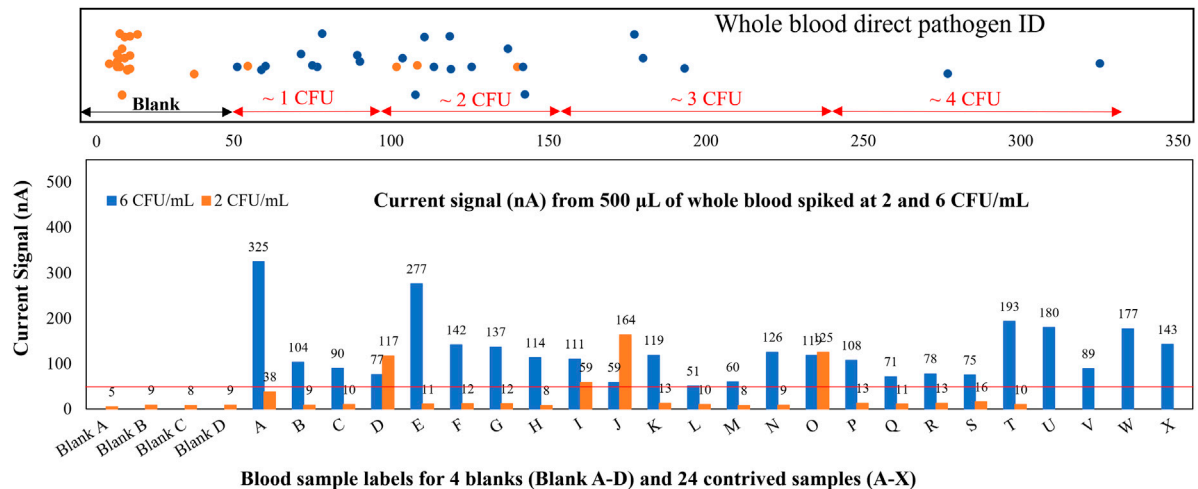 Whole blood direct pathogen ID
Blank
~ 1 CFU
~ 2 CFU
~ 3 CFU
~ 4 CFU
0 50 100 150 200 250 300 350
Current signal (nA) from 500 µL of whole blood spiked at 2 and 6 CFU/mL
6 CFU/mL 2 CFU/mL
Current Signal (nA)
500
400
300
200
100
0
5 9 8 9
325 38
104 9
90 10
77 117
277 11
142 12
137 12
114 8
111 59
59 164
119 13
51 10
60 8
126 9
119 125
108 13
71 11
78 13
75 16
193 10
180
89
177
143
Blank A Blank B Blank C Blank D A B C D E F G H I J K L M N O P Q R S T U V W X
Blood sample labels for 4 blanks (Blank A-D) and 24 contrived samples (A-X)